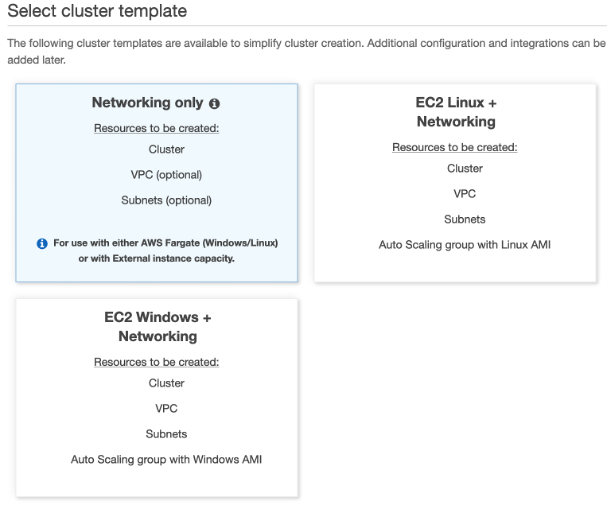 Select cluster template
The following cluster templates are available to simplify cluster creation. Additional configuration and integrations can be
added later.
Networking only
Resources to be created:
Cluster
VPC (optional)
Subnets (optional)
For use with either AWS Fargate (Windows/Linux)
or with External instance capacity.
EC2 Linux +
Networking
Resources to be created:
Cluster
VPC
Subnets
Auto Scaling group with Linux AMI
EC2 Windows +
Networking
Resources to be created:
Cluster
VPC
Subnets
Auto Scaling group with Windows AMI